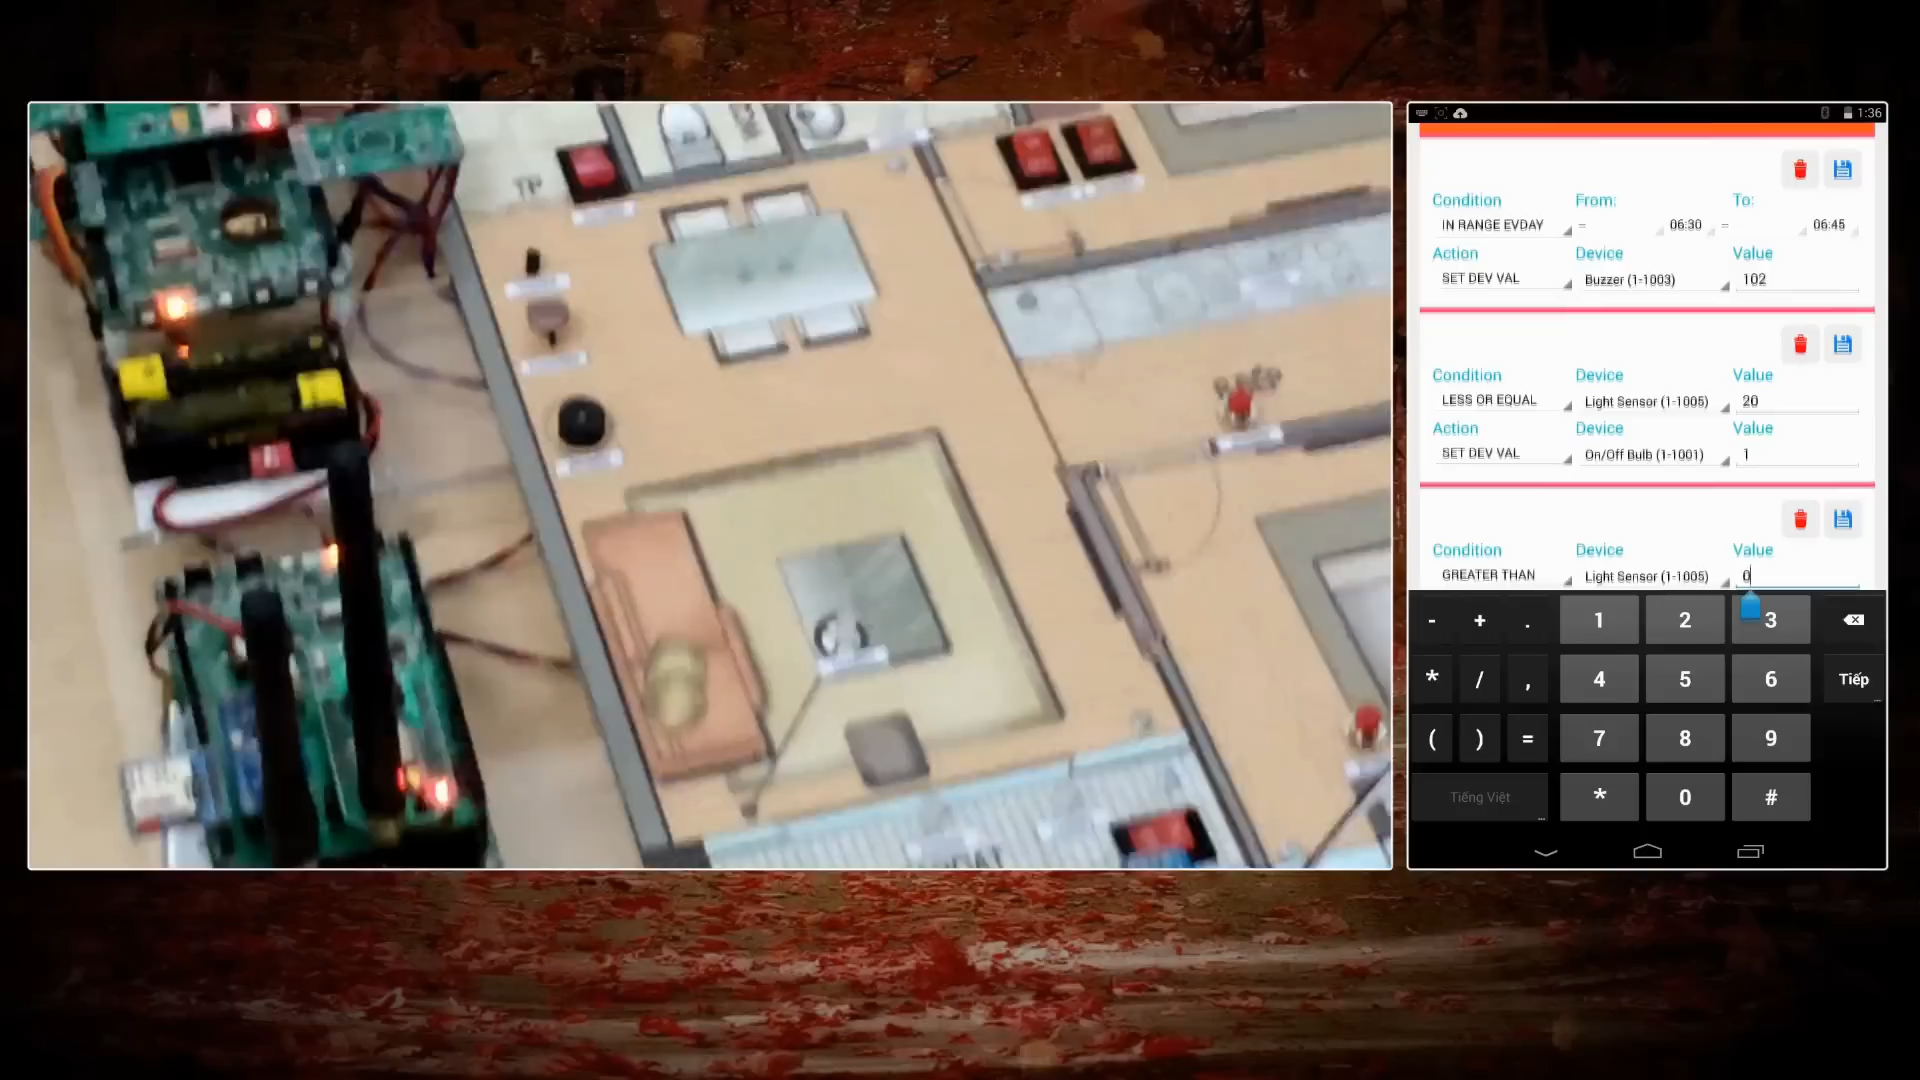 1:36
Condition From: To:
IN RANGE EVDAY = 06:30 = 06:45
Action Device Value
SET DEV VAL Buzzer (1-1003) 102
Condition Device Value
LESS OR EQUAL Light Sensor (1-1005) 20
Action Device Value
SET DEV VAL On/Off Bulb (1-1001) 1
Condition Device Value
GREATER THAN Light Sensor (1-1005) 0
- + . 1 2 3
* / , 4 5 6 Tiếp
( ) = 7 8 9
Tiếng Việt * 0 #
TP